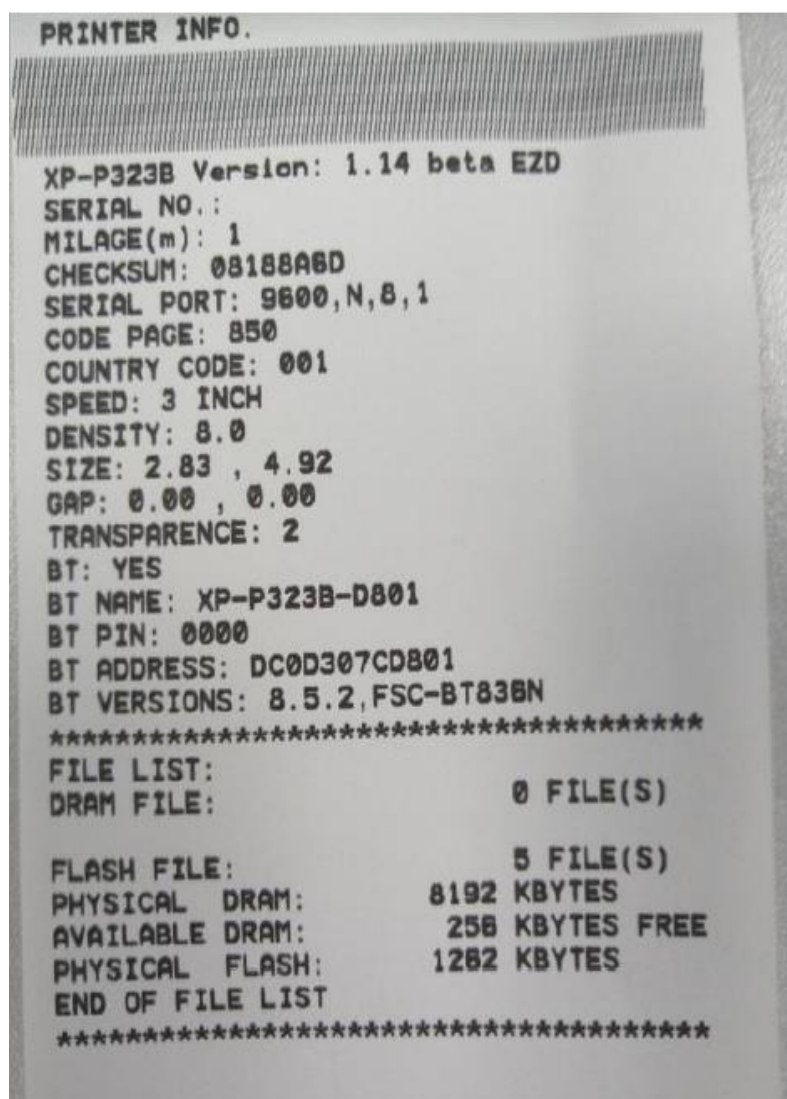 PRINTER INFO.
XP-P323B Version: 1.14 beta EZD
SERIAL NO.:
MILAGE(m): 1
CHECKSUM: 08188A6D
SERIAL PORT: 9600,N,8,1
CODE PAGE: 850
COUNTRY CODE: 001
SPEED: 3 INCH
DENSITY: 8.0
SIZE: 2.83 , 4.92
GAP: 0.00 , 0.00
TRANSPARENCE: 2
BT: YES
BT NAME: XP-P323B-D801
BT PIN: 0000
BT ADDRESS: DC0D307CD801
BT VERSIONS: 8.5.2,FSC-BT836N
**************************************
FILE LIST:
DRAM FILE: 0 FILE(S)
FLASH FILE: 5 FILE(S)
PHYSICAL DRAM: 8192 KBYTES
AVAILABLE DRAM: 256 KBYTES FREE
PHYSICAL FLASH: 1262 KBYTES
END OF FILE LIST
**************************************